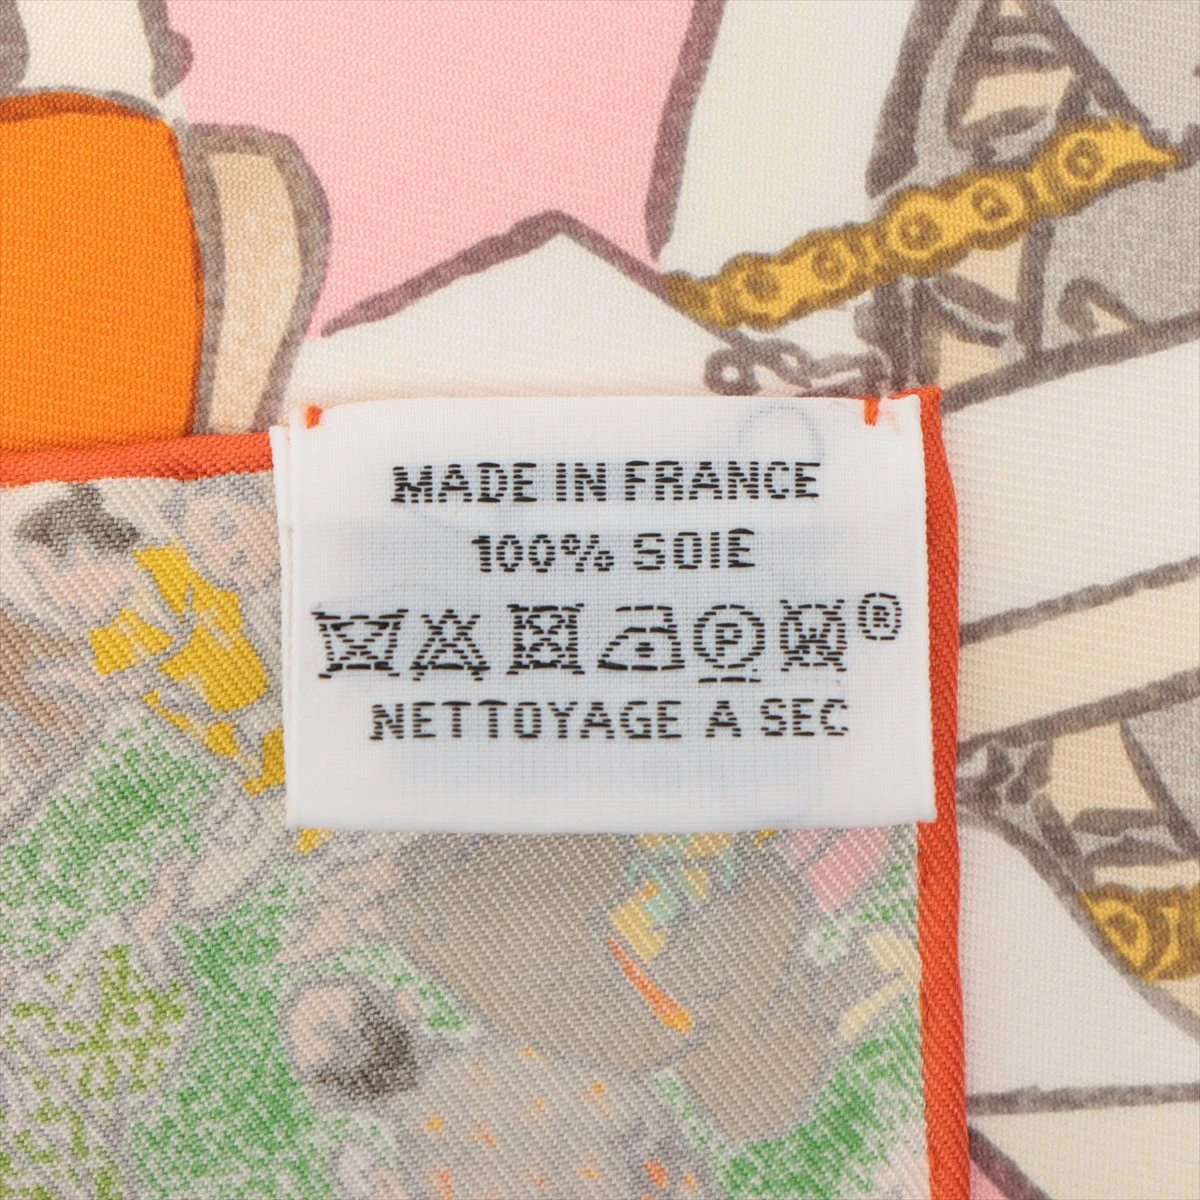 MADE IN FRANCE
100% SOIE
P W ®
NETTOYAGE A SEC